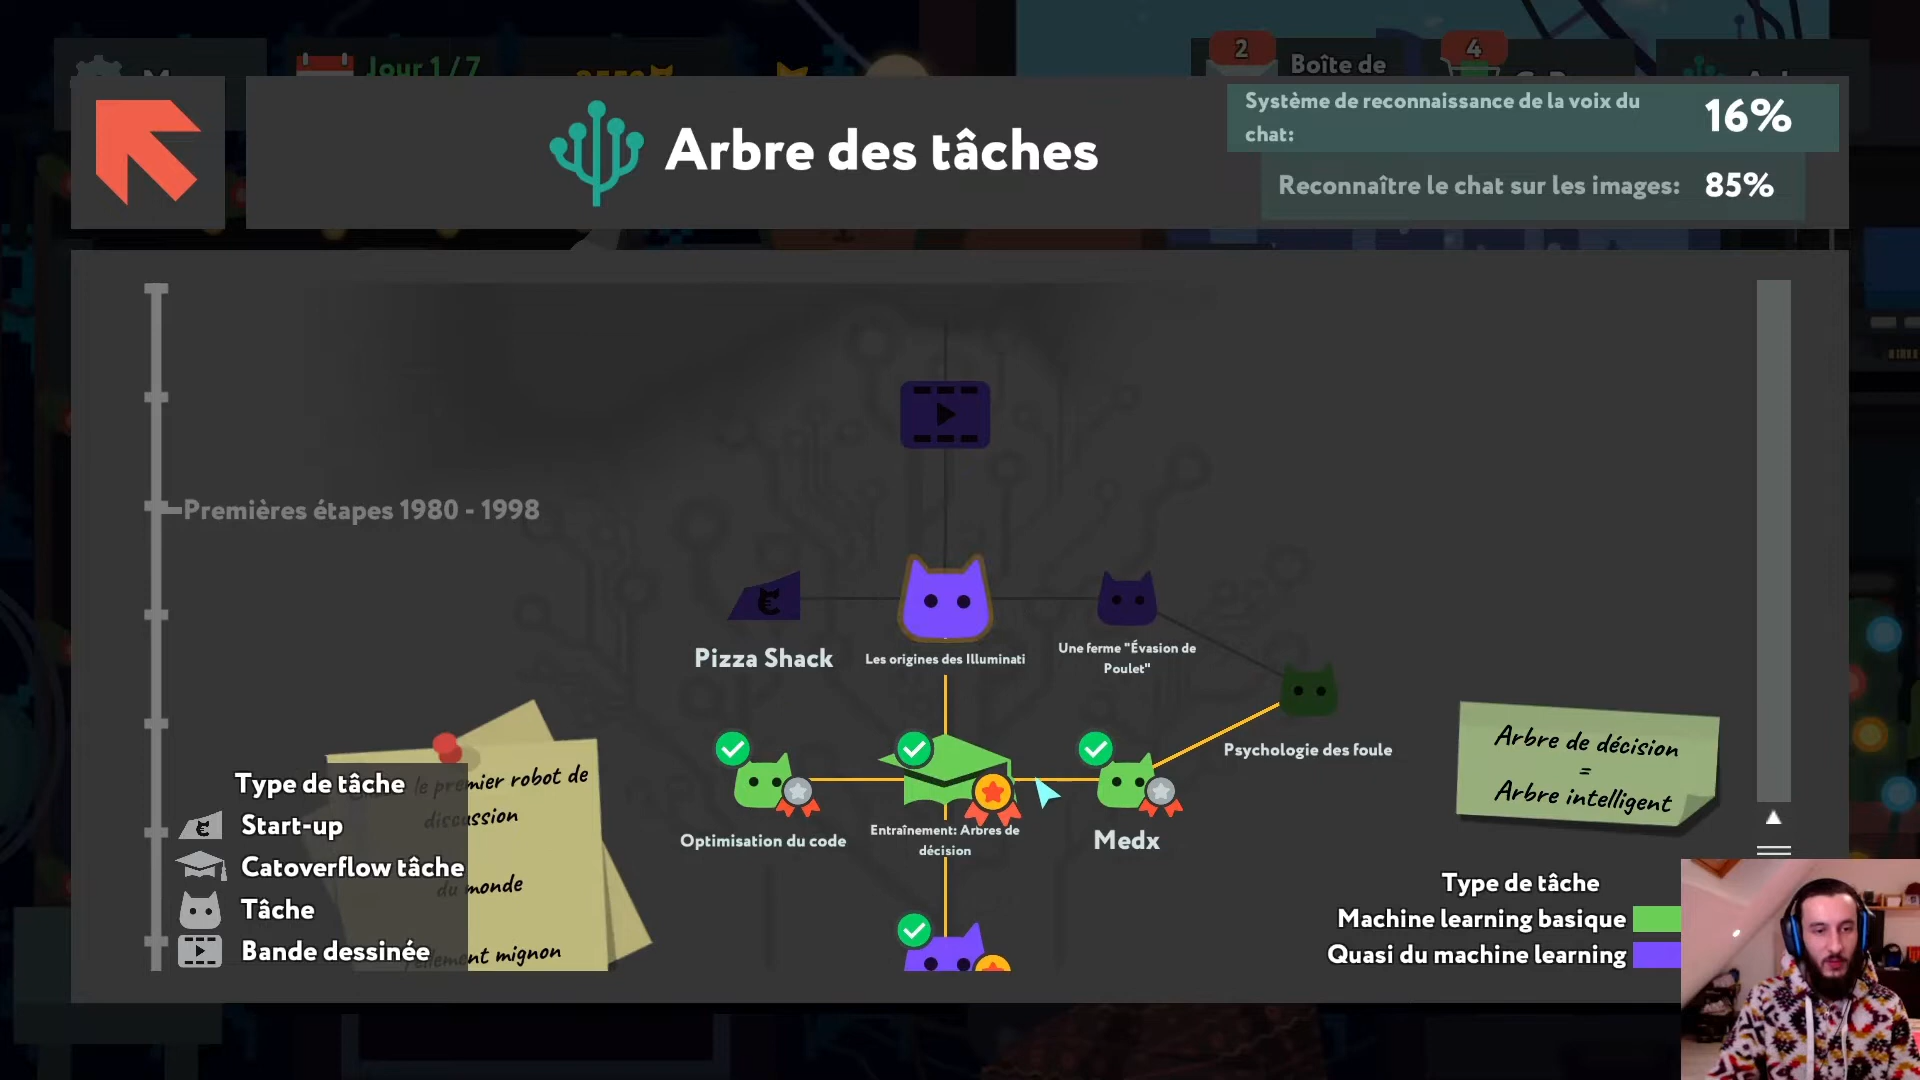 Jour 1/7
2
Boîte de
4
Arbre des tâches
Système de reconnaissance de la voix du
chat:
16%
Reconnaître le chat sur les images:
85%
Premières étapes 1980 - 1998
Pizza Shack
Les origines des Illuminati
Une ferme "Évasion de
Poulet"
Psychologie des foule
Optimisation du code
Entraînement: Arbres de
décision
Medx
Arbre de décision
=
Arbre intelligent
le premier robot de
discussion
du monde
nt mignon
Type de tâche
Start-up
Catoverflow tâche
Tâche
Bande dessinée
Type de tâche
Machine learning basique
Quasi du machine learning